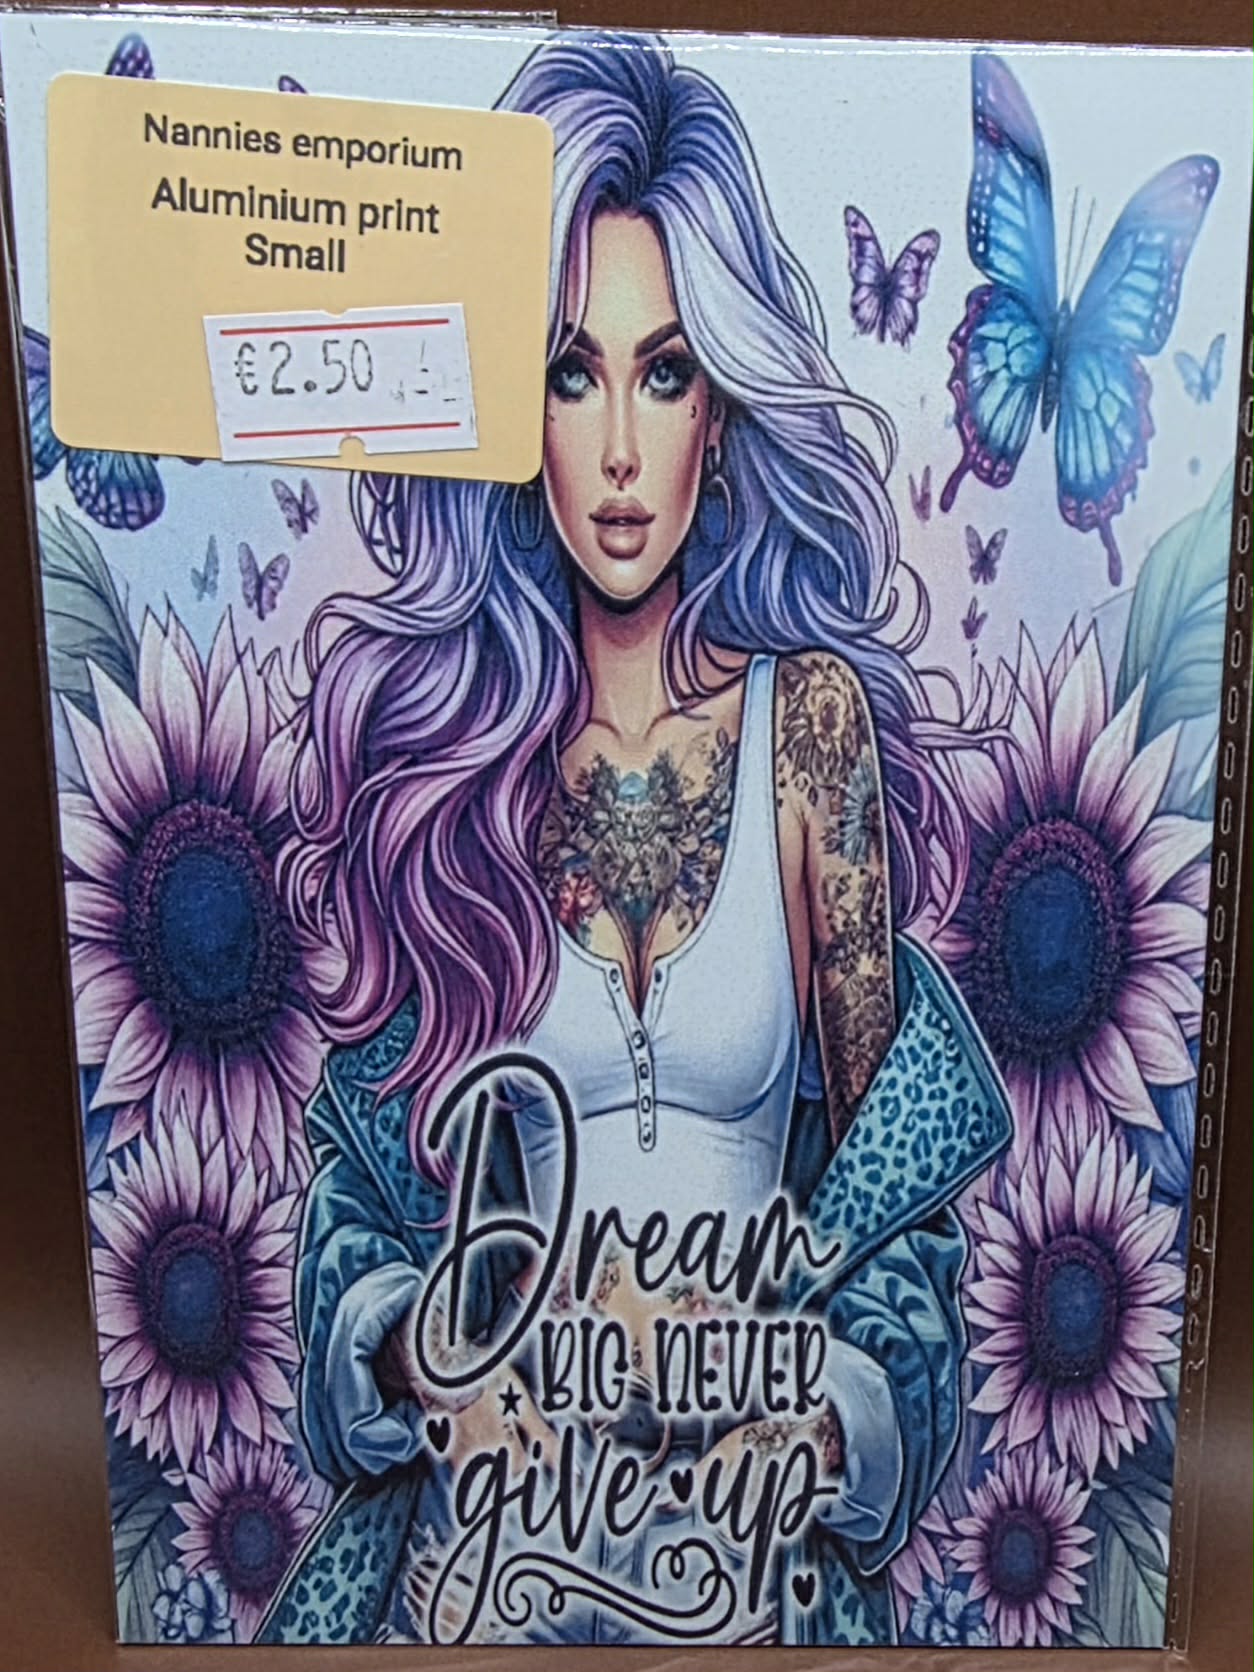 Nannies emporium
Aluminium print
Small
€2.50
Dream
BIG NEVER
give up